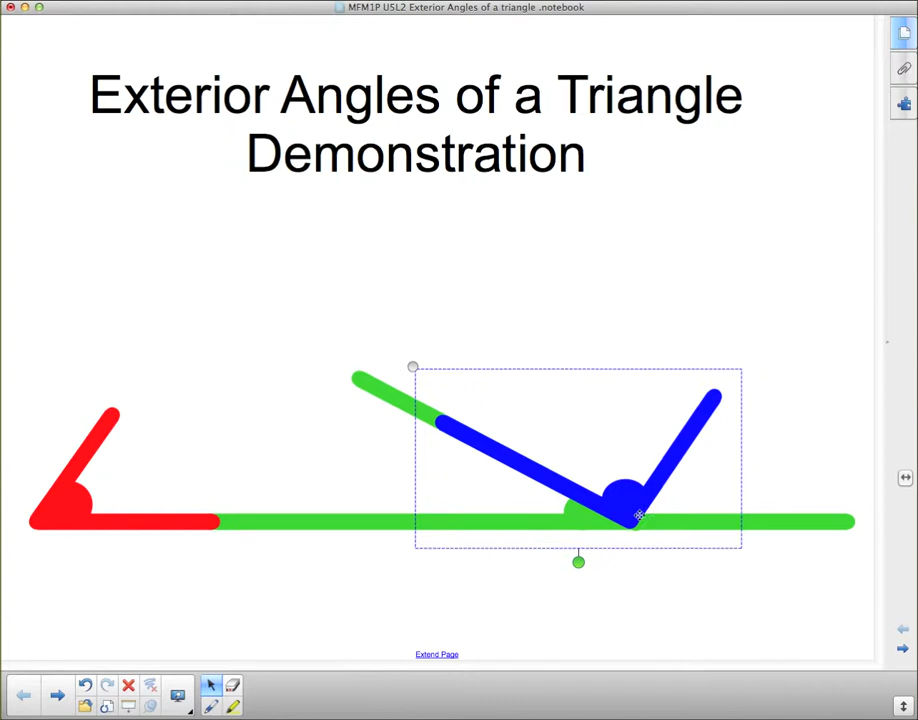 MFM1P U5L2 Exterior Angles of a triangle .notebook
Exterior Angles of a Triangle
Demonstration
Extend Page